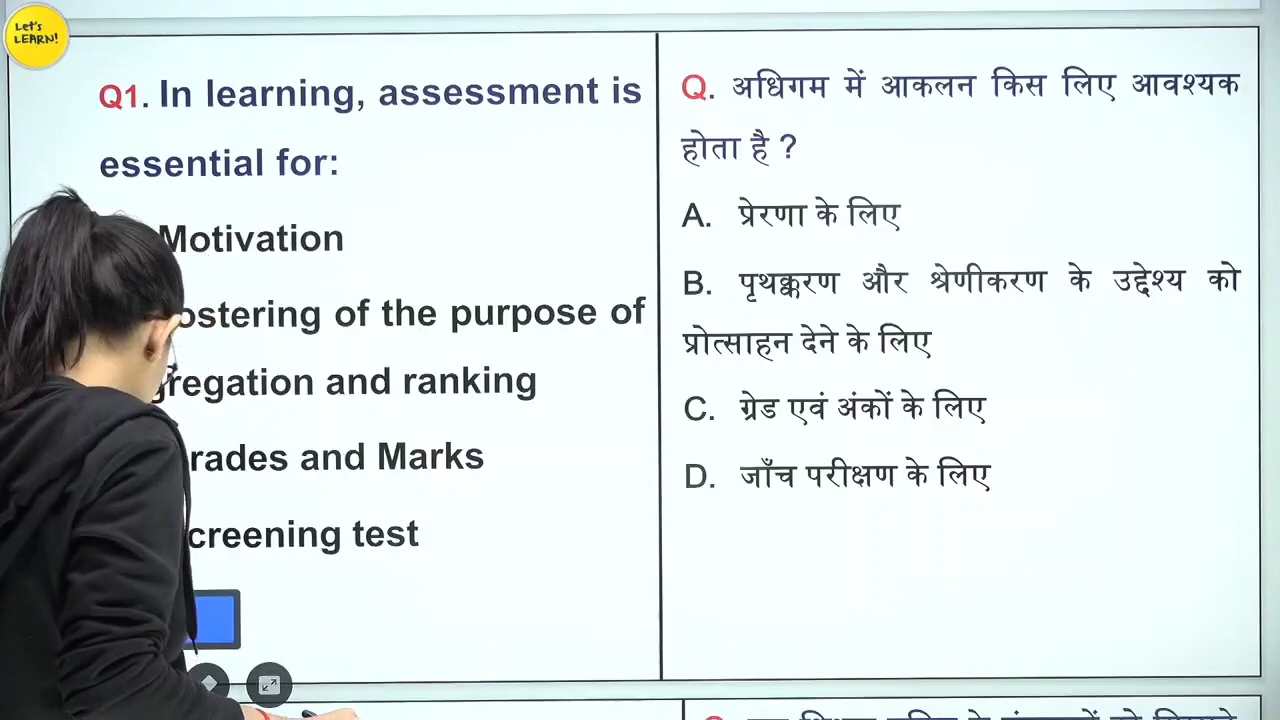 Let's
LEARN!
Q1. In learning, assessment is
essential for:
Motivation
ostering of the purpose of
gregation and ranking
rades and Marks
creening test
Q. अधिगम में आकलन किस लिए आवश्यक
होता है ?
A. प्रेरणा के लिए
B. पृथक्करण और श्रेणीकरण के उद्देश्य को
प्रोत्साहन देने के लिए
C. ग्रेड एवं अंकों के लिए
D. जाँच परीक्षण के लिए